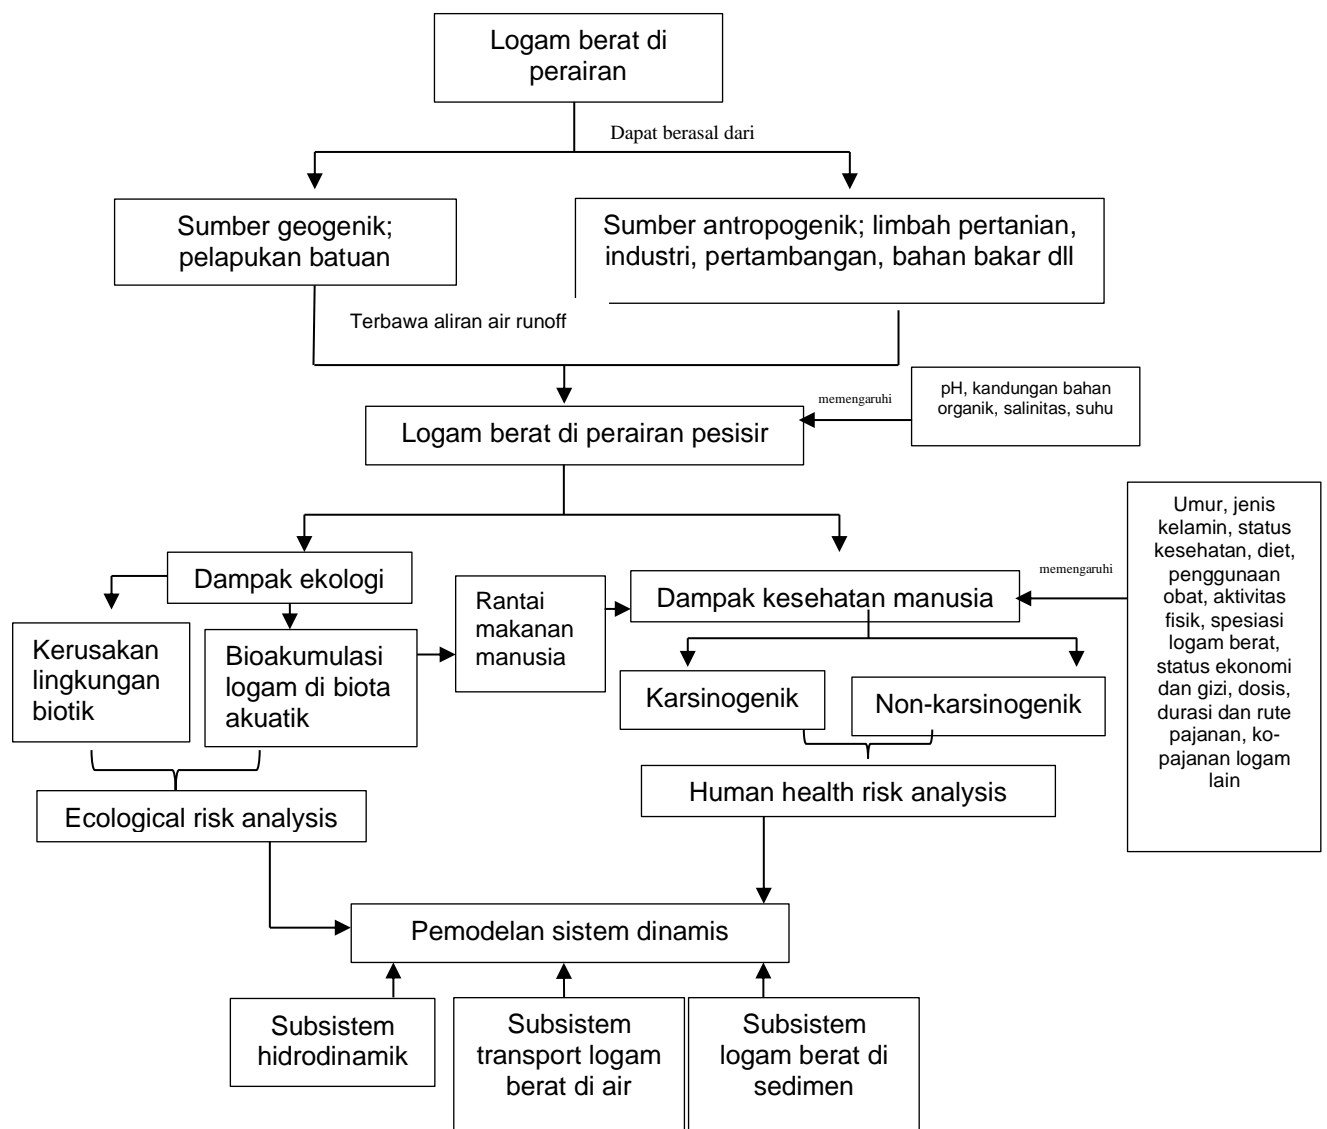 Logam berat di
perairan
Dapat berasal dari
Sumber geogenik;
pelapukan batuan
Sumber antropogenik; limbah pertanian,
industri, pertambangan, bahan bakar dll
Terbawa aliran air runoff
memengaruhi
pH, kandungan bahan
organik, salinitas, suhu
Logam berat di perairan pesisir
Umur, jenis
kelamin, status
kesehatan, diet,
penggunaan
obat, aktivitas
fisik, spesiasi
logam berat,
status ekonomi
dan gizi, dosis,
durasi dan rute
pajanan, ko-
pajanan logam
lain
memengaruhi
Dampak ekologi
Rantai
makanan
manusia
Dampak kesehatan manusia
Kerusakan
lingkungan
biotik
Bioakumulasi
logam di biota
akuatik
Karsinogenik
Non-karsinogenik
Ecological risk analysis
Human health risk analysis
Pemodelan sistem dinamis
Subsistem
hidrodinamik
Subsistem
transport logam
berat di air
Subsistem
logam berat di
sedimen